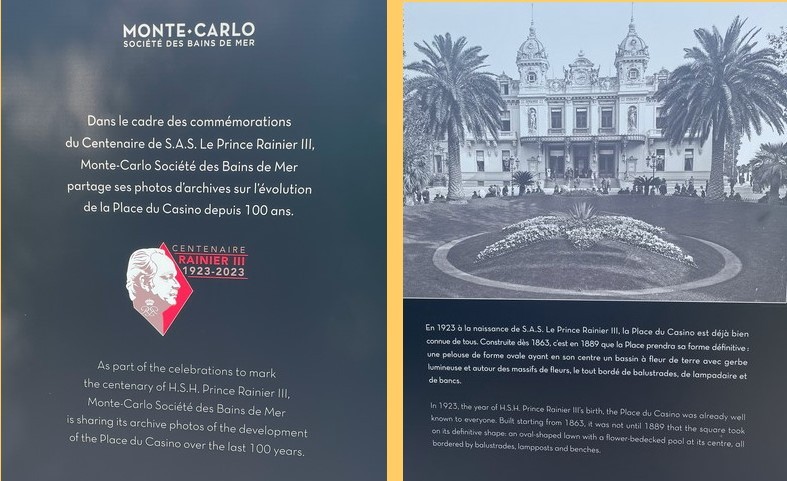 MONTE•CARLO
SOCIÉTÉ DES BAINS DE MER
Dans le cadre des commémorations
du Centenaire de S.A.S. Le Prince Rainier III,
Monte-Carlo Société des Bains de Mer
partage ses photos d'archives sur l'évolution
de la Place du Casino depuis 100 ans.
CENTENAIRE
RAINIER III
1923-2023
As part of the celebrations to mark
the centenary of H.S.H. Prince Rainier III,
Monte-Carlo Société des Bains de Mer
is sharing its archive photos of the development
of the Place du Casino over the last 100 years.
En 1923 à la naissance de S.A.S. Le Prince Rainier III, la Place du Casino est déjà bien
connue de tous. Construite dès 1863, c'est en 1889 que la Place prendra sa forme définitive :
une pelouse de forme ovale ayant en son centre un bassin à fleur de terre avec gerbe
lumineuse et autour des massifs de fleurs, le tout bordé de balustrades, de lampadaire et
de bancs.
In 1923, the year of H.S.H. Prince Rainier III's birth, the Place du Casino was already well
known to everyone. Built starting from 1863, it was not until 1889 that the square took
on its definitive shape: an oval-shaped lawn with a flower-bedecked pool at its centre, all
bordered by balustrades, lampposts and benches.